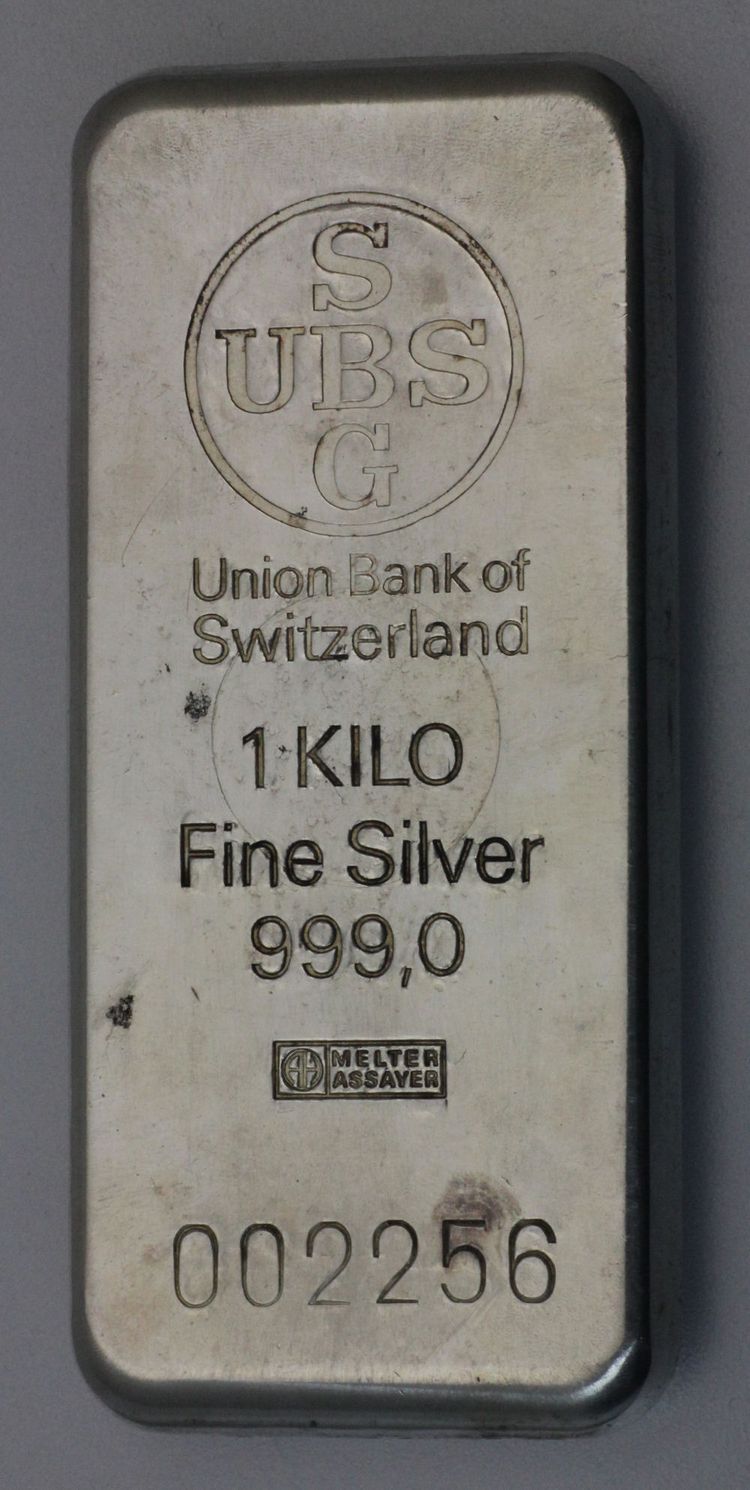 S
UBS
G
Union Bank of
Switzerland
1 KILO
Fine Silver
999,0
MELTER
ASSAYER
002256